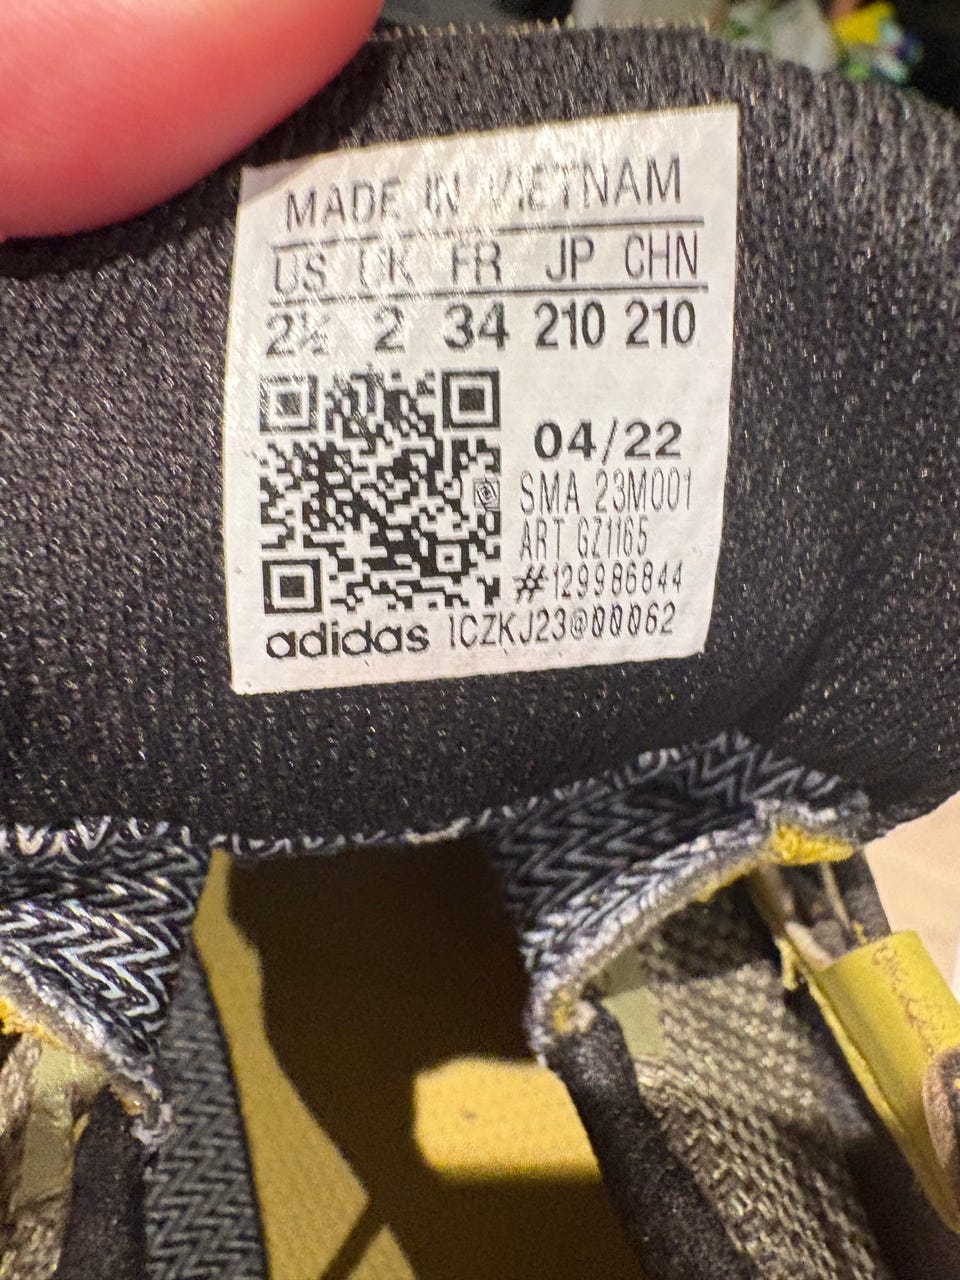 MADE IN VIETNAM
US UK FR JP CHN
2½ 2 34 210 210
04/22
SMA 23M001
ART GZ1165
#129986844
adidas 1CZKJ23@00062